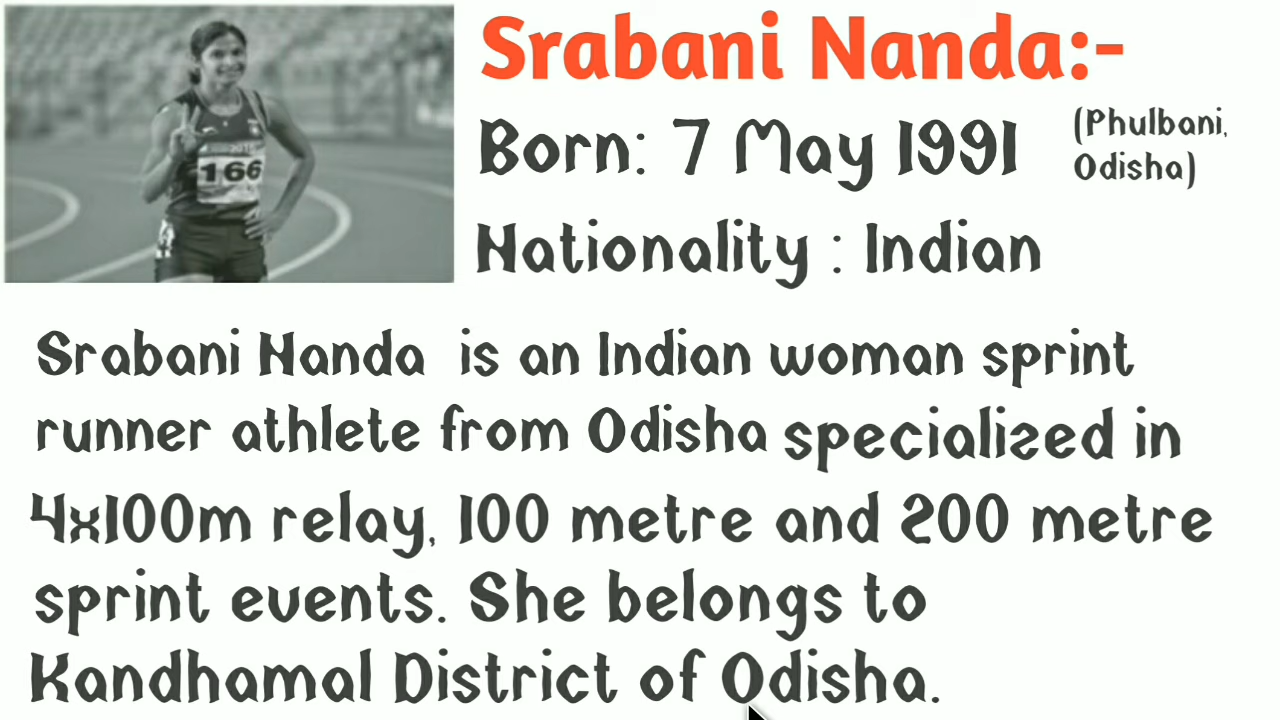 Srabani Nanda:-
Born: 7 May 1991 (Phulbani, Odisha)
Nationality : Indian
166
Srabani Nanda is an Indian woman sprint
runner athlete from Odisha specialized in
4x100m relay, 100 metre and 200 metre
sprint events. She belongs to
Kandhamal District of Odisha.